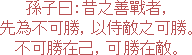 孫子曰：昔之善戰者，
先為不可勝，以侍敵之可勝。
不可勝在己，可勝在敵。